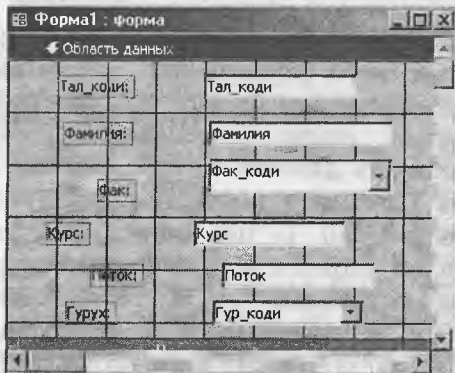 Форма1 : форма
Область данных
Тал_коди: Тал_коди
Фамилия: Фамилия
Фак: Фак_коди
Курс: Курс
Поток: Поток
Гурух: Гур_коди